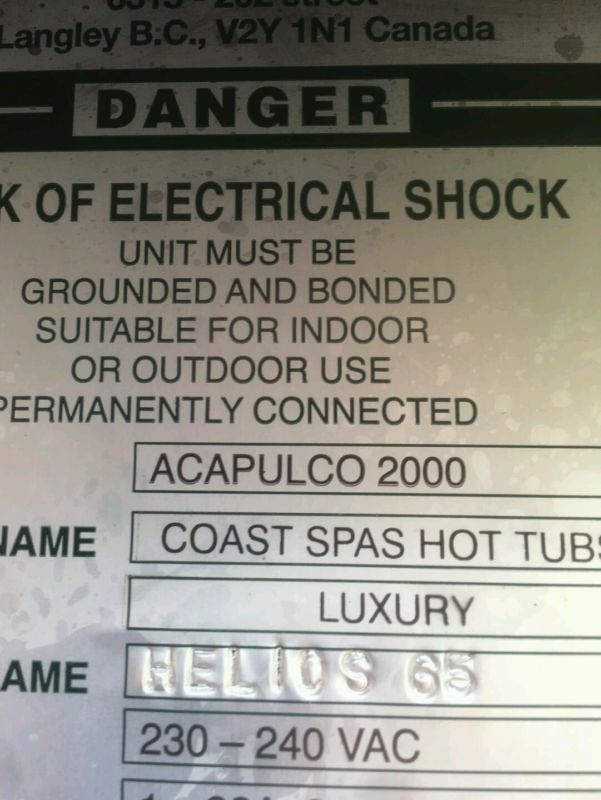 Langley B.C., V2Y 1N1 Canada
DANGER
K OF ELECTRICAL SHOCK
UNIT MUST BE
GROUNDED AND BONDED
SUITABLE FOR INDOOR
OR OUTDOOR USE
PERMANENTLY CONNECTED
ACAPULCO 2000
NAME COAST SPAS HOT TUBS
LUXURY
AME HELIOS 65
230 – 240 VAC